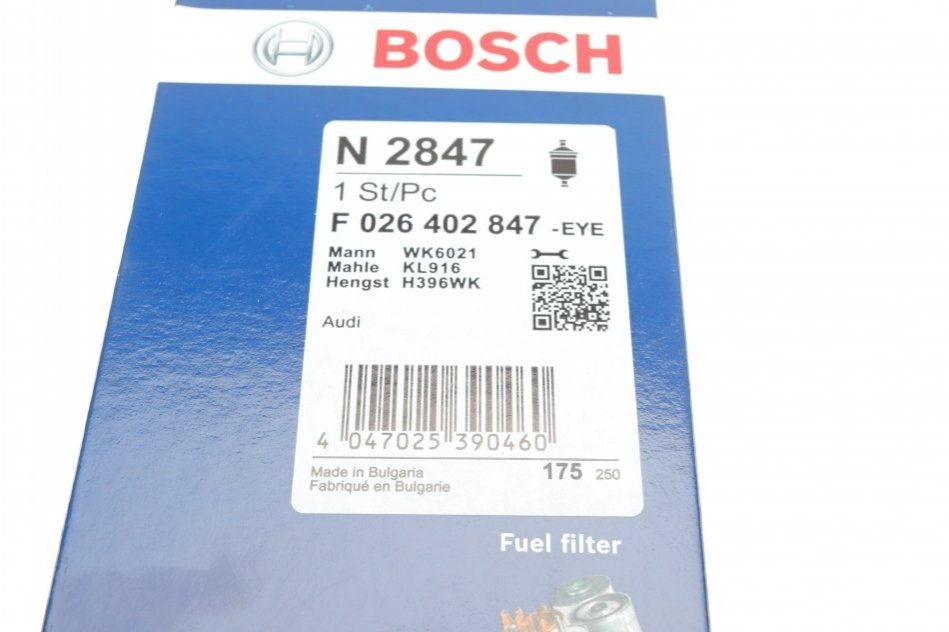 BOSCH
N 2847
1 St/Pc
F 026 402 847 -EYE
Mann WK6021
Mahle KL916
Hengst H396WK
Audi
4 047025 390460
Made in Bulgaria
Fabriqué en Bulgarie
175 250
Fuel filter